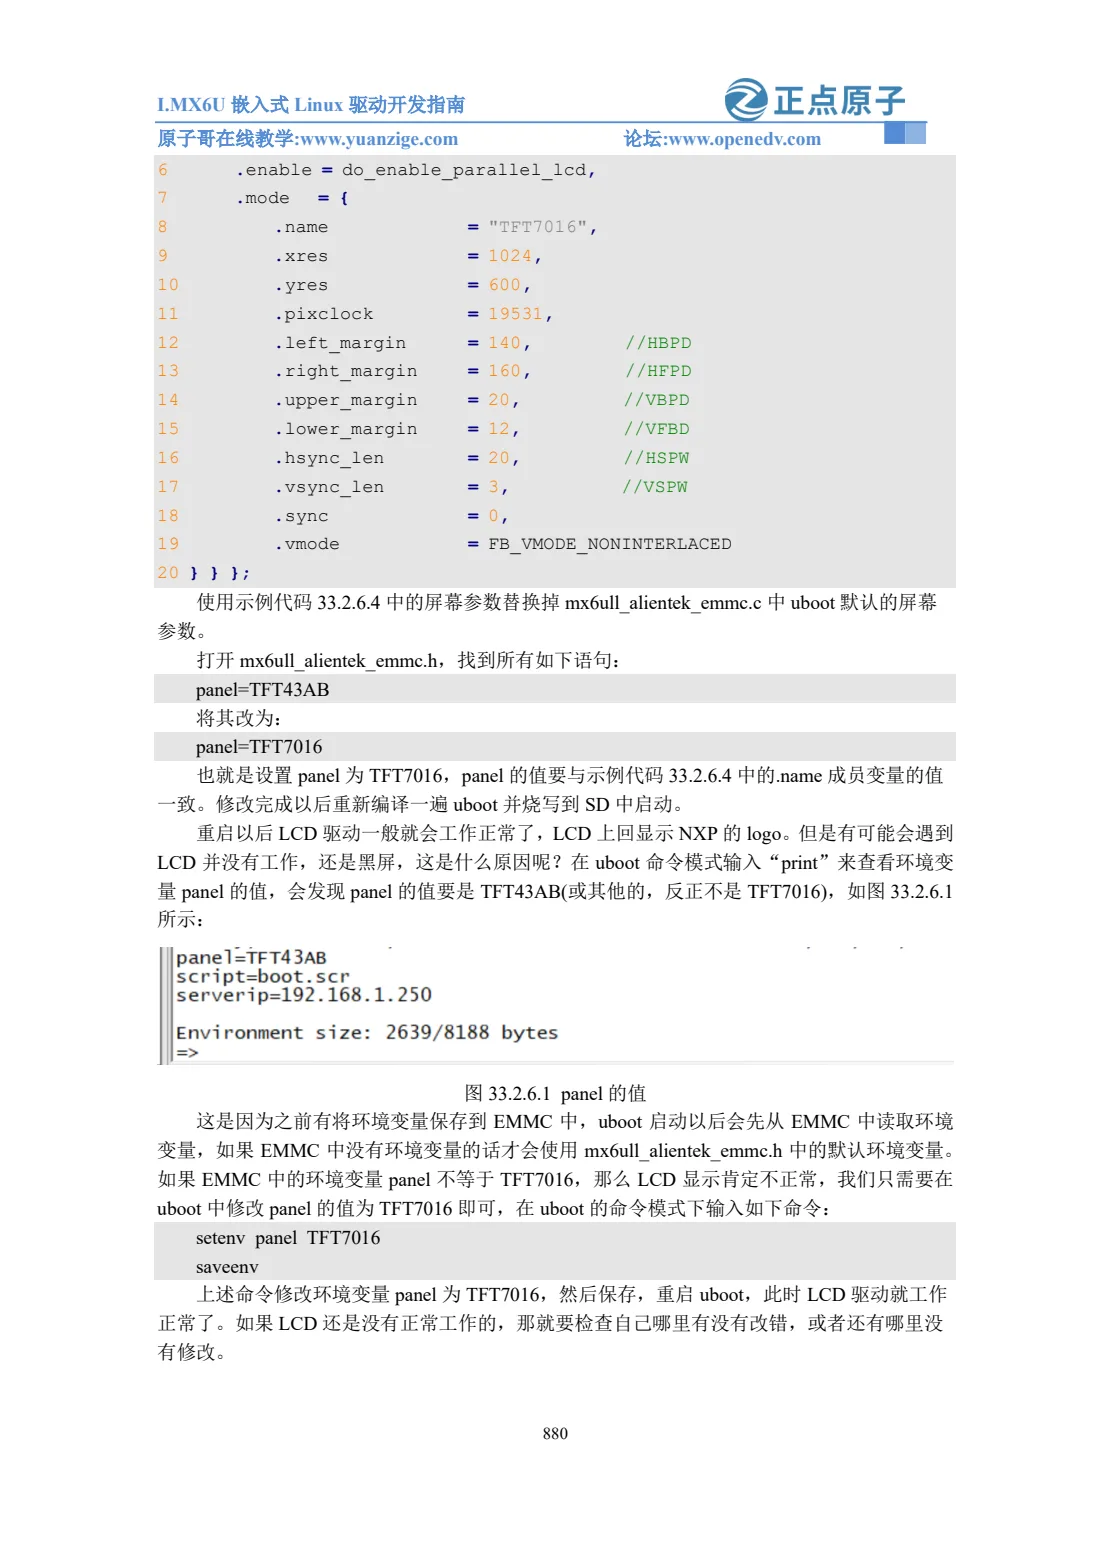 I.MX6U 嵌入式 Linux 驱动开发指南
正点原子
原子哥在线教学:www.yuanzige.com 论坛:www.openedv.com
6 .enable = do_enable_parallel_lcd,
7 .mode = {
8 .name = "TFT7016",
9 .xres = 1024,
10 .yres = 600,
11 .pixclock = 19531,
12 .left_margin = 140, //HBPD
13 .right_margin = 160, //HFPD
14 .upper_margin = 20, //VBPD
15 .lower_margin = 12, //VFBD
16 .hsync_len = 20, //HSPW
17 .vsync_len = 3, //VSPW
18 .sync = 0,
19 .vmode = FB_VMODE_NONINTERLACED
20 } } };
使用示例代码 33.2.6.4 中的屏幕参数替换掉 mx6ull_alientek_emmc.c 中 uboot 默认的屏幕
参数。
打开 mx6ull_alientek_emmc.h，找到所有如下语句：
panel=TFT43AB
将其改为：
panel=TFT7016
也就是设置 panel 为 TFT7016，panel 的值要与示例代码 33.2.6.4 中的.name 成员变量的值
一致。修改完成以后重新编译一遍 uboot 并烧写到 SD 中启动。
重启以后 LCD 驱动一般就会工作正常了，LCD 上回显示 NXP 的 logo。但是有可能会遇到
LCD 并没有工作，还是黑屏，这是什么原因呢？在 uboot 命令模式输入“print”来查看环境变
量 panel 的值，会发现 panel 的值要是 TFT43AB(或其他的，反正不是 TFT7016)，如图 33.2.6.1
所示：
panel=TFT43AB
script=boot.scr
serverip=192.168.1.250
Environment size: 2639/8188 bytes
=>
图 33.2.6.1 panel 的值
这是因为之前有将环境变量保存到 EMMC 中，uboot 启动以后会先从 EMMC 中读取环境
变量，如果 EMMC 中没有环境变量的话才会使用 mx6ull_alientek_emmc.h 中的默认环境变量。
如果 EMMC 中的环境变量 panel 不等于 TFT7016，那么 LCD 显示肯定不正常，我们只需要在
uboot 中修改 panel 的值为 TFT7016 即可，在 uboot 的命令模式下输入如下命令：
setenv panel TFT7016
saveenv
上述命令修改环境变量 panel 为 TFT7016，然后保存，重启 uboot，此时 LCD 驱动就工作
正常了。如果 LCD 还是没有正常工作的，那就要检查自己哪里有没有改错，或者还有哪里没
有修改。
880